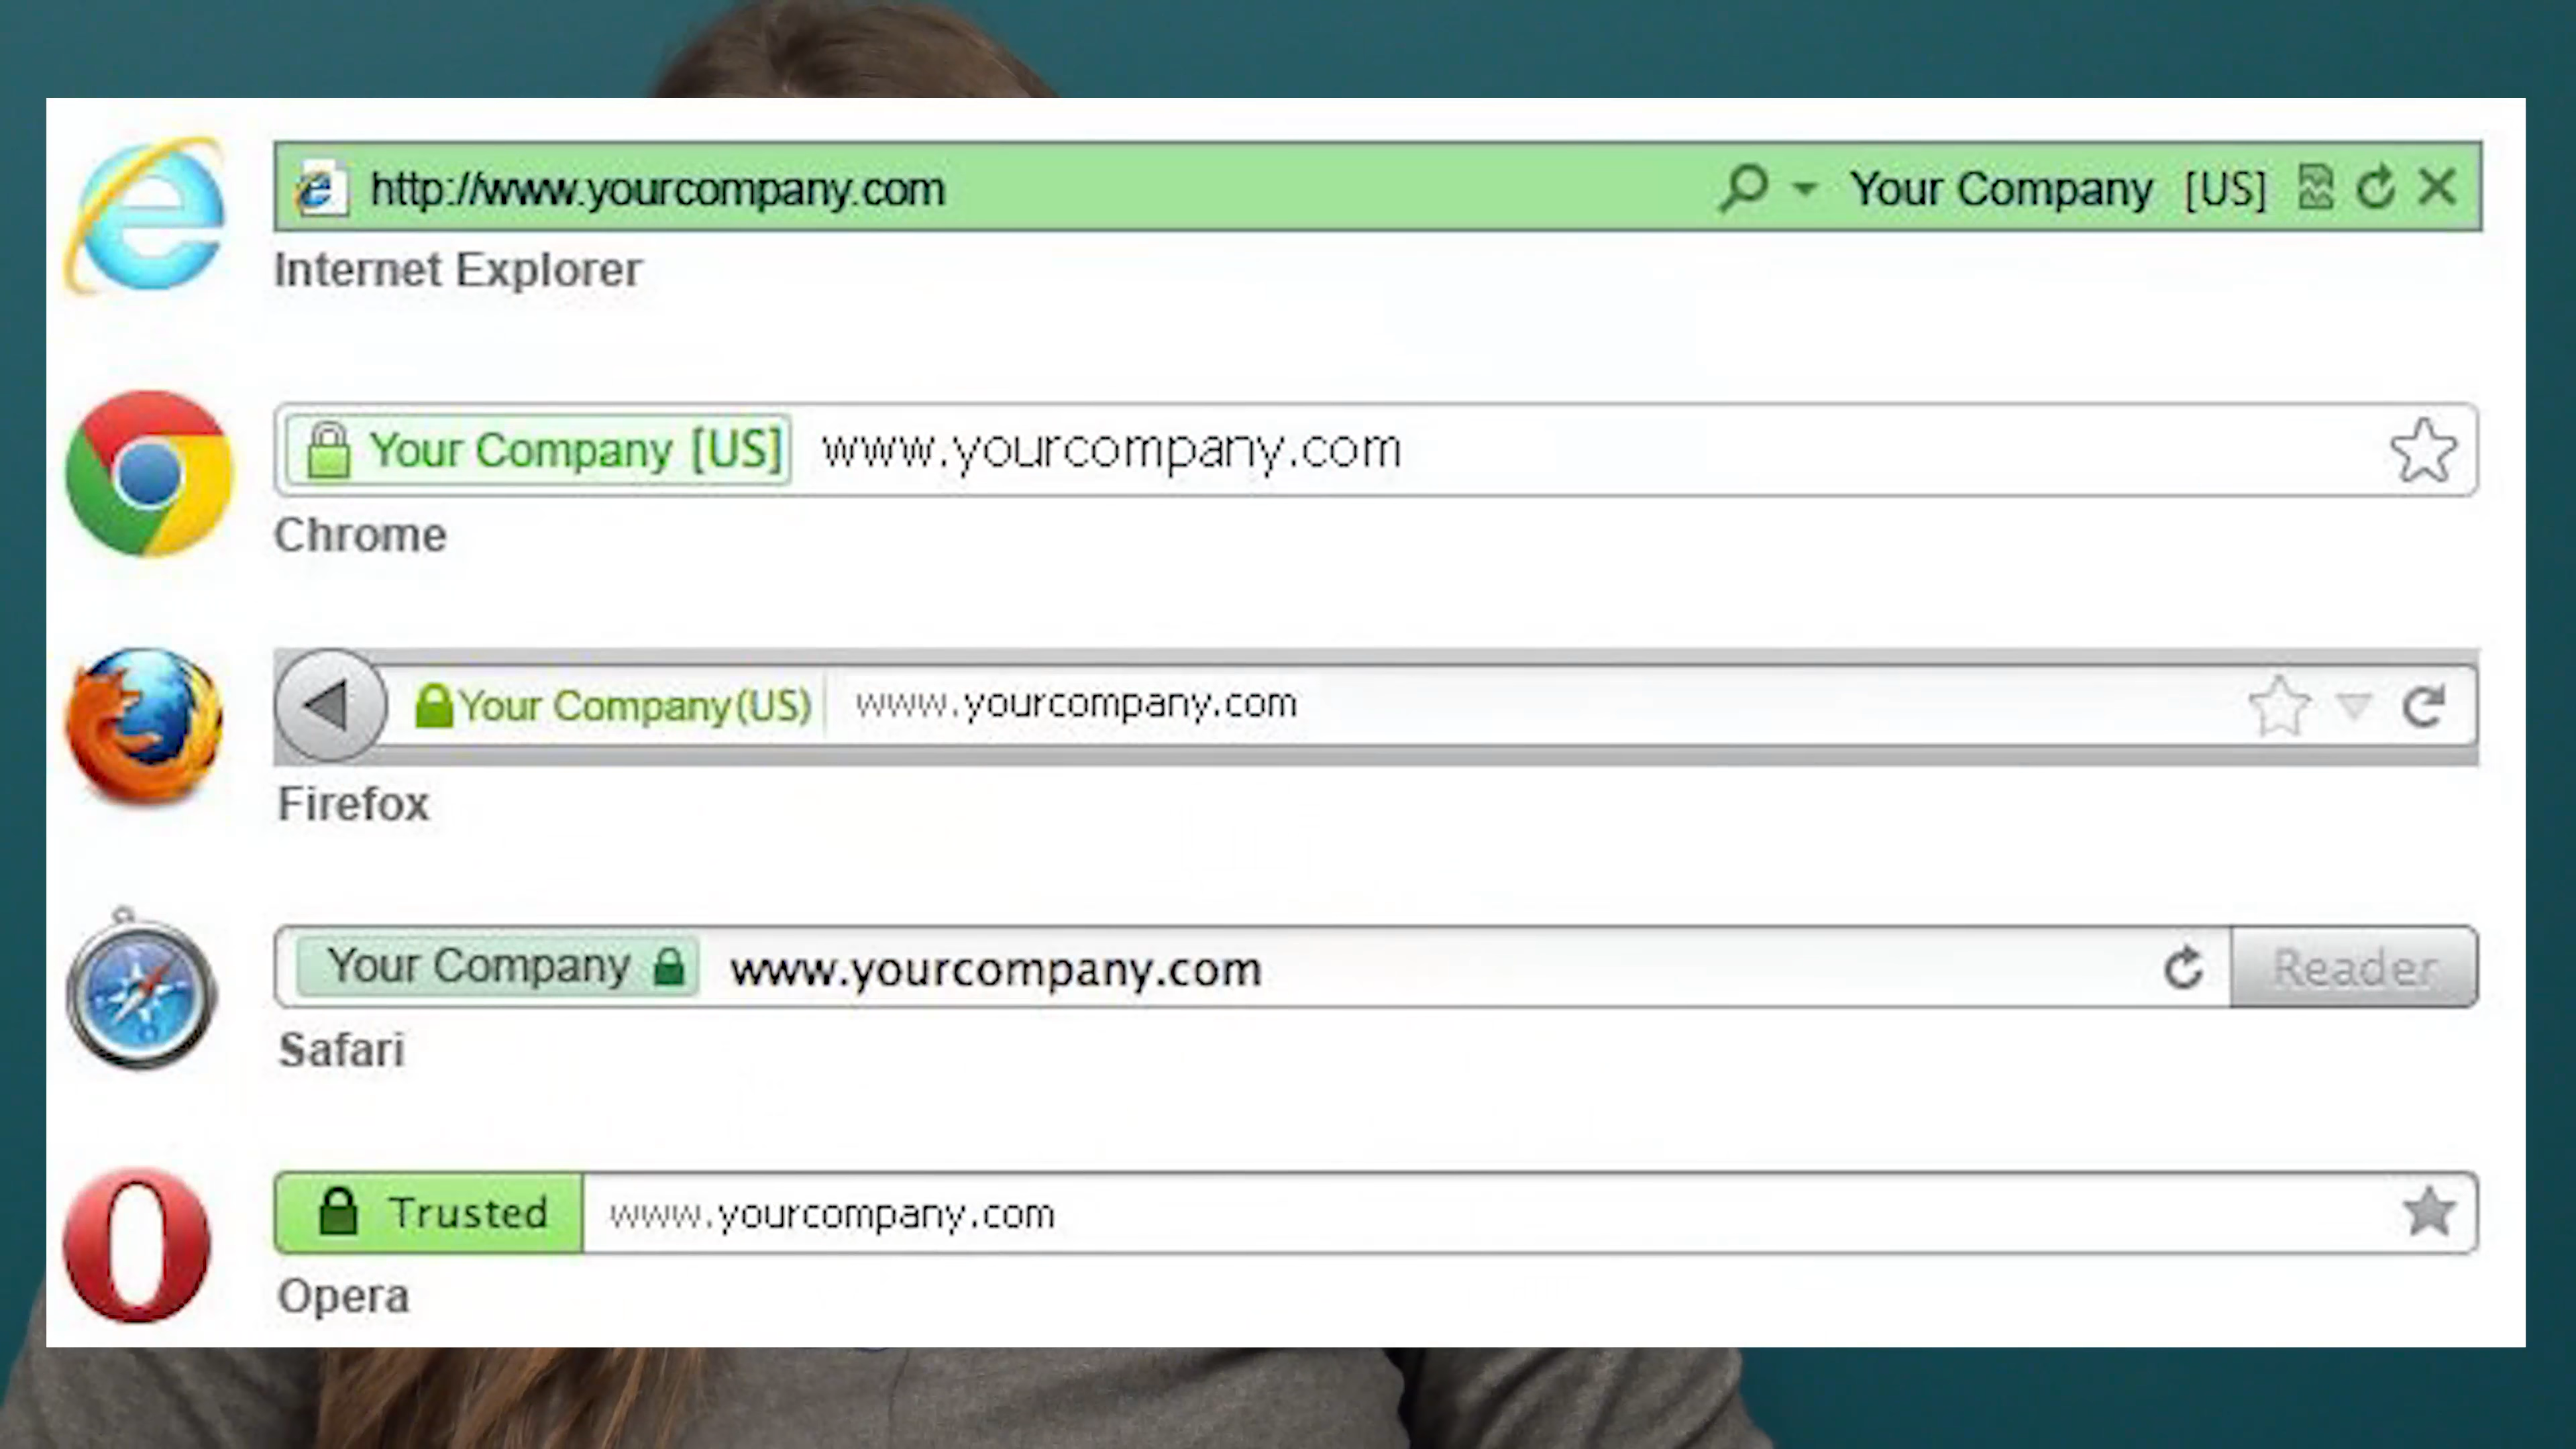 http://www.yourcompany.com Your Company [US]
Internet Explorer
Your Company [US] www.yourcompany.com
Chrome
Your Company (US) www.yourcompany.com
Firefox
Your Company www.yourcompany.com Reader
Safari
Trusted www.yourcompany.com
Opera